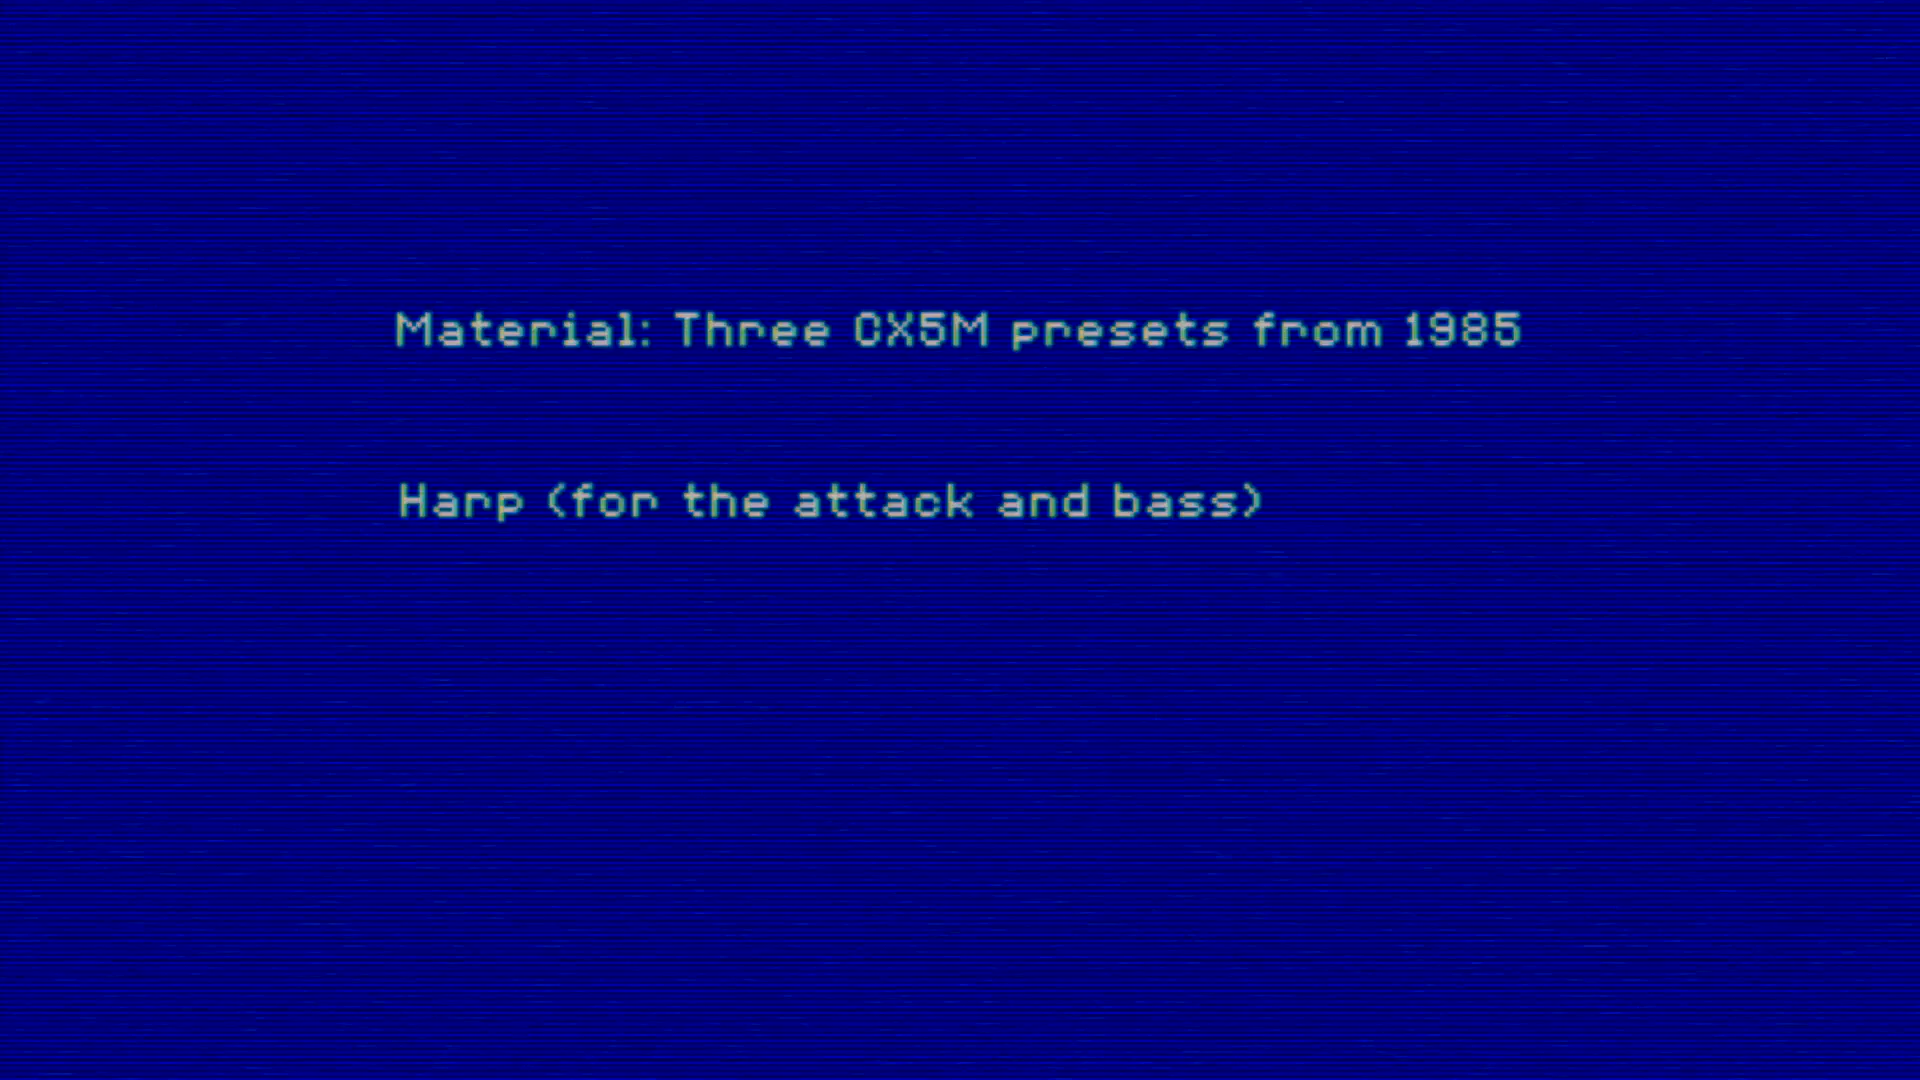 Material: Three CX5M presets from 1985
Harp (for the attack and bass)